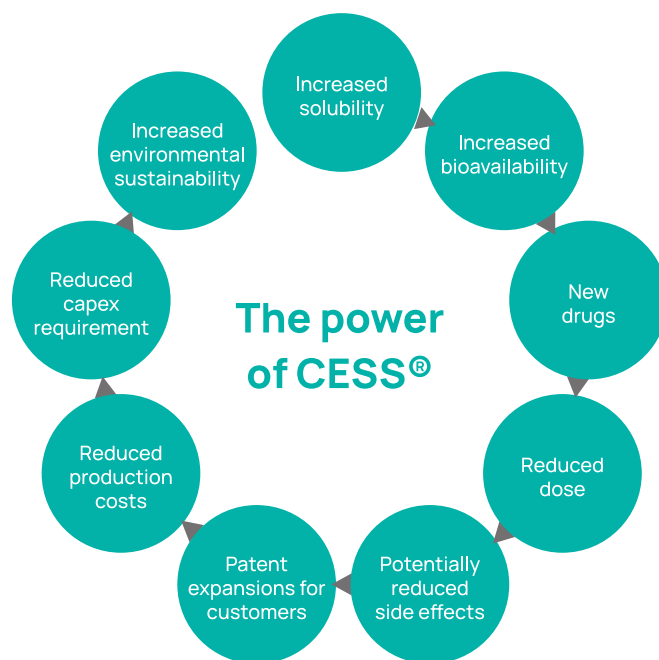 Increased
solubility
Increased
bioavailability
New
drugs
Reduced
dose
Potentially
reduced
side effects
Patent
expansions for
customers
Reduced
production
costs
Reduced
capex
requirement
Increased
environmental
sustainability
The power
of CESS®